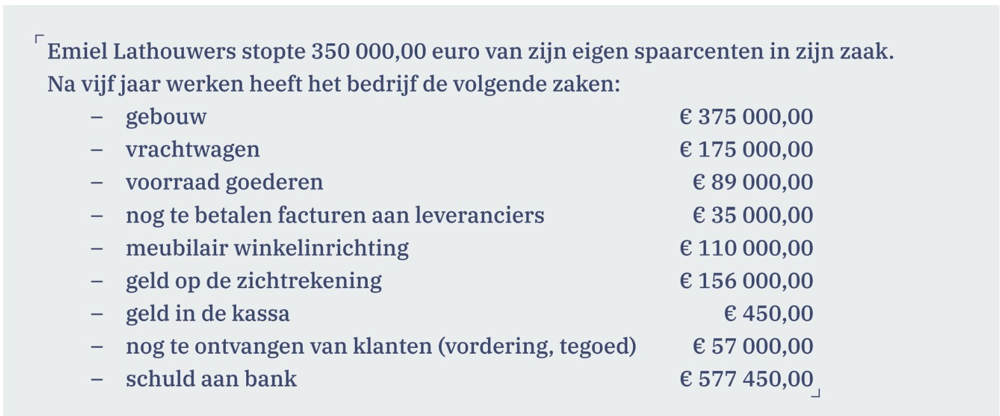 Emiel Lathouwers stopte 350 000,00 euro van zijn eigen spaarcenten in zijn zaak.
Na vijf jaar werken heeft het bedrijf de volgende zaken:
– gebouw € 375 000,00
– vrachtwagen € 175 000,00
– voorraad goederen € 89 000,00
– nog te betalen facturen aan leveranciers € 35 000,00
– meubilair winkelinrichting € 110 000,00
– geld op de zichtrekening € 156 000,00
– geld in de kassa € 450,00
– nog te ontvangen van klanten (vordering, tegoed) € 57 000,00
– schuld aan bank € 577 450,00